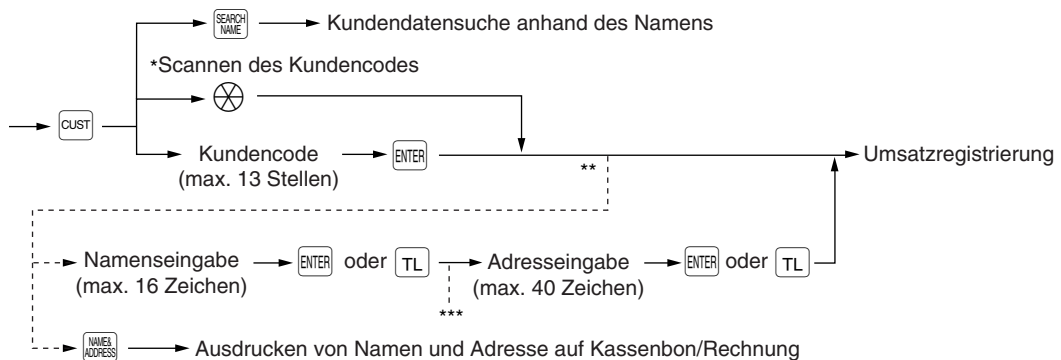 SEARCH
NAME
Kundendatensuche anhand des Namens
*Scannen des Kundencodes
CUST
Kundencode
(max. 13 Stellen)
ENTER
**
Umsatzregistrierung
Namenseingabe
(max. 16 Zeichen)
ENTER oder TL
***
Adresseingabe
(max. 40 Zeichen)
ENTER oder TL
NAME&
ADDRESS
Ausdrucken von Namen und Adresse auf Kassenbon/Rechnung